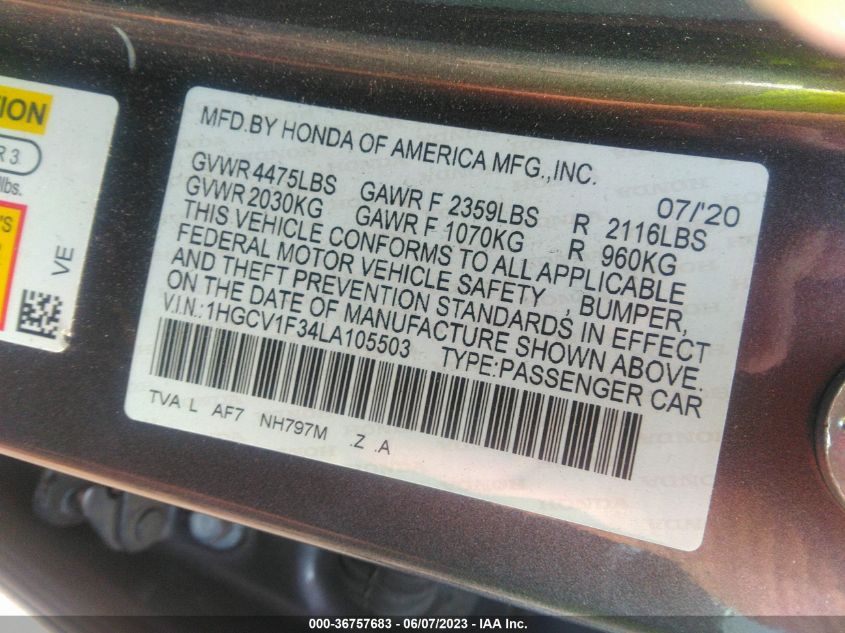 TION
R 3
lbs.
'S
VE
MFD.BY HONDA OF AMERICA MFG.,INC.
07/'20
GVWR 4475LBS GAWR F 2359LBS R 2116LBS
GVWR 2030KG GAWR F 1070KG R 960KG
THIS VEHICLE CONFORMS TO ALL APPLICABLE
FEDERAL MOTOR VEHICLE SAFETY , BUMPER,
AND THEFT PREVENTION STANDARDS IN EFFECT
ON THE DATE OF MANUFACTURE SHOWN ABOVE.
V.I.N.:1HGCV1F34LA105503 TYPE:PASSENGER CAR
TVA L AF7 NH797M .Z .A
000-36757683 - 06/07/2023 - IAA Inc.